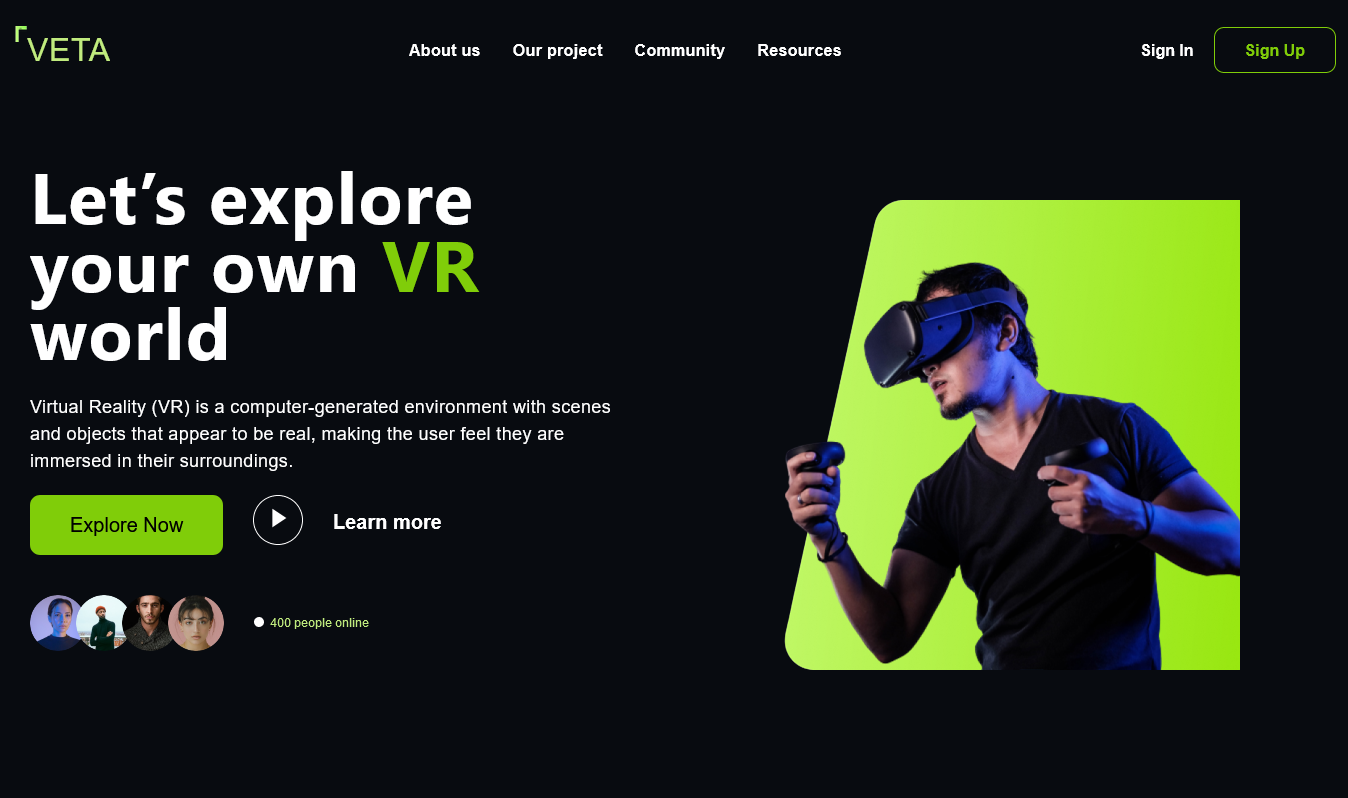 VETA
About us
Our project
Community
Resources
Sign In
Sign Up
Let’s explore
your own VR
world
Virtual Reality (VR) is a computer-generated environment with scenes
and objects that appear to be real, making the user feel they are
immersed in their surroundings.
Explore Now
Learn more
400 people online